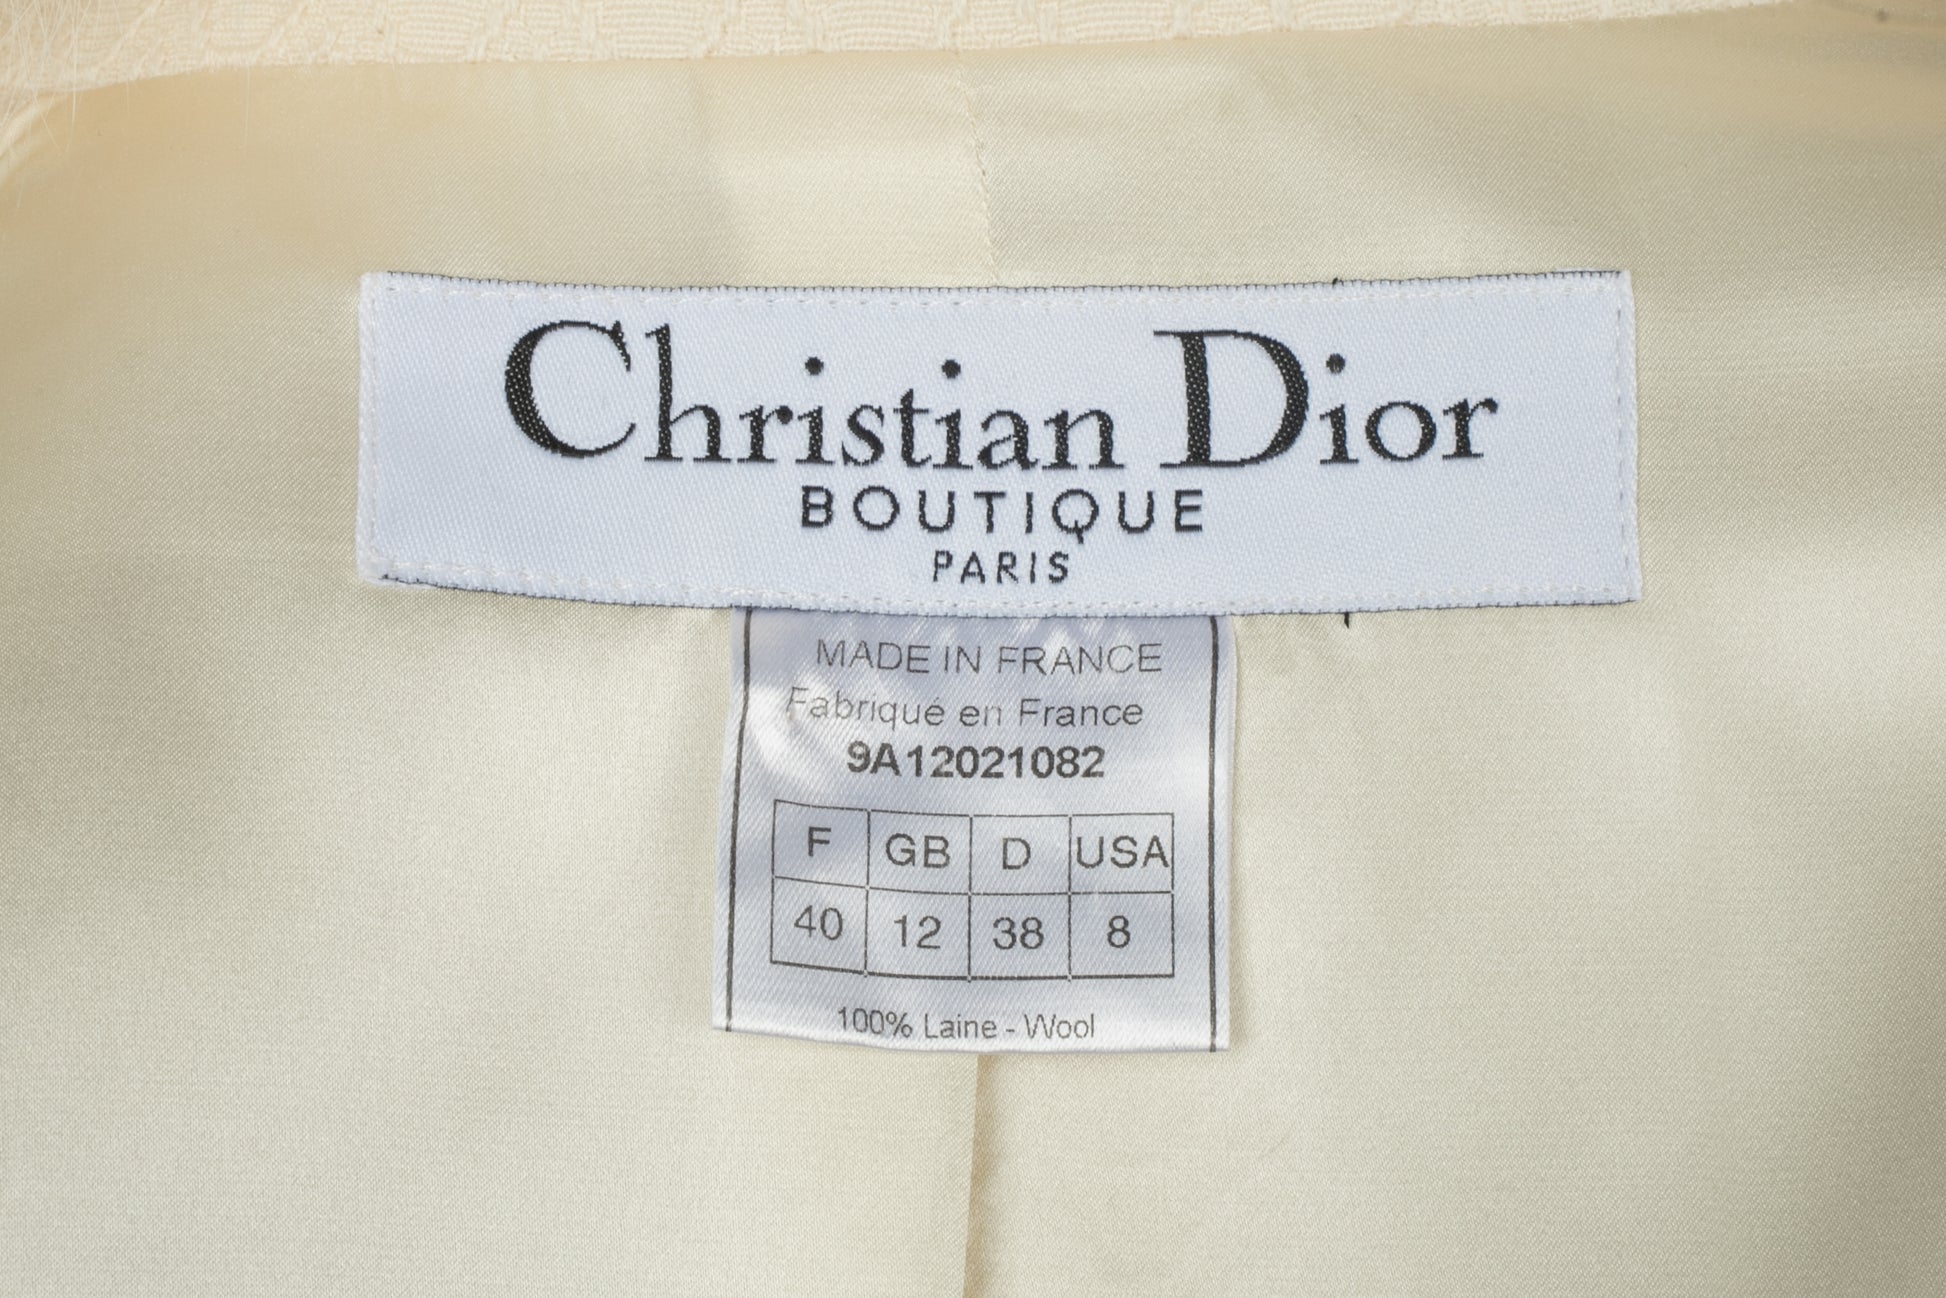 Christian Dior
BOUTIQUE
PARIS
MADE IN FRANCE
Fabriqué en France
9A12021082
F GB D USA
40 12 38 8
100% Laine - Wool